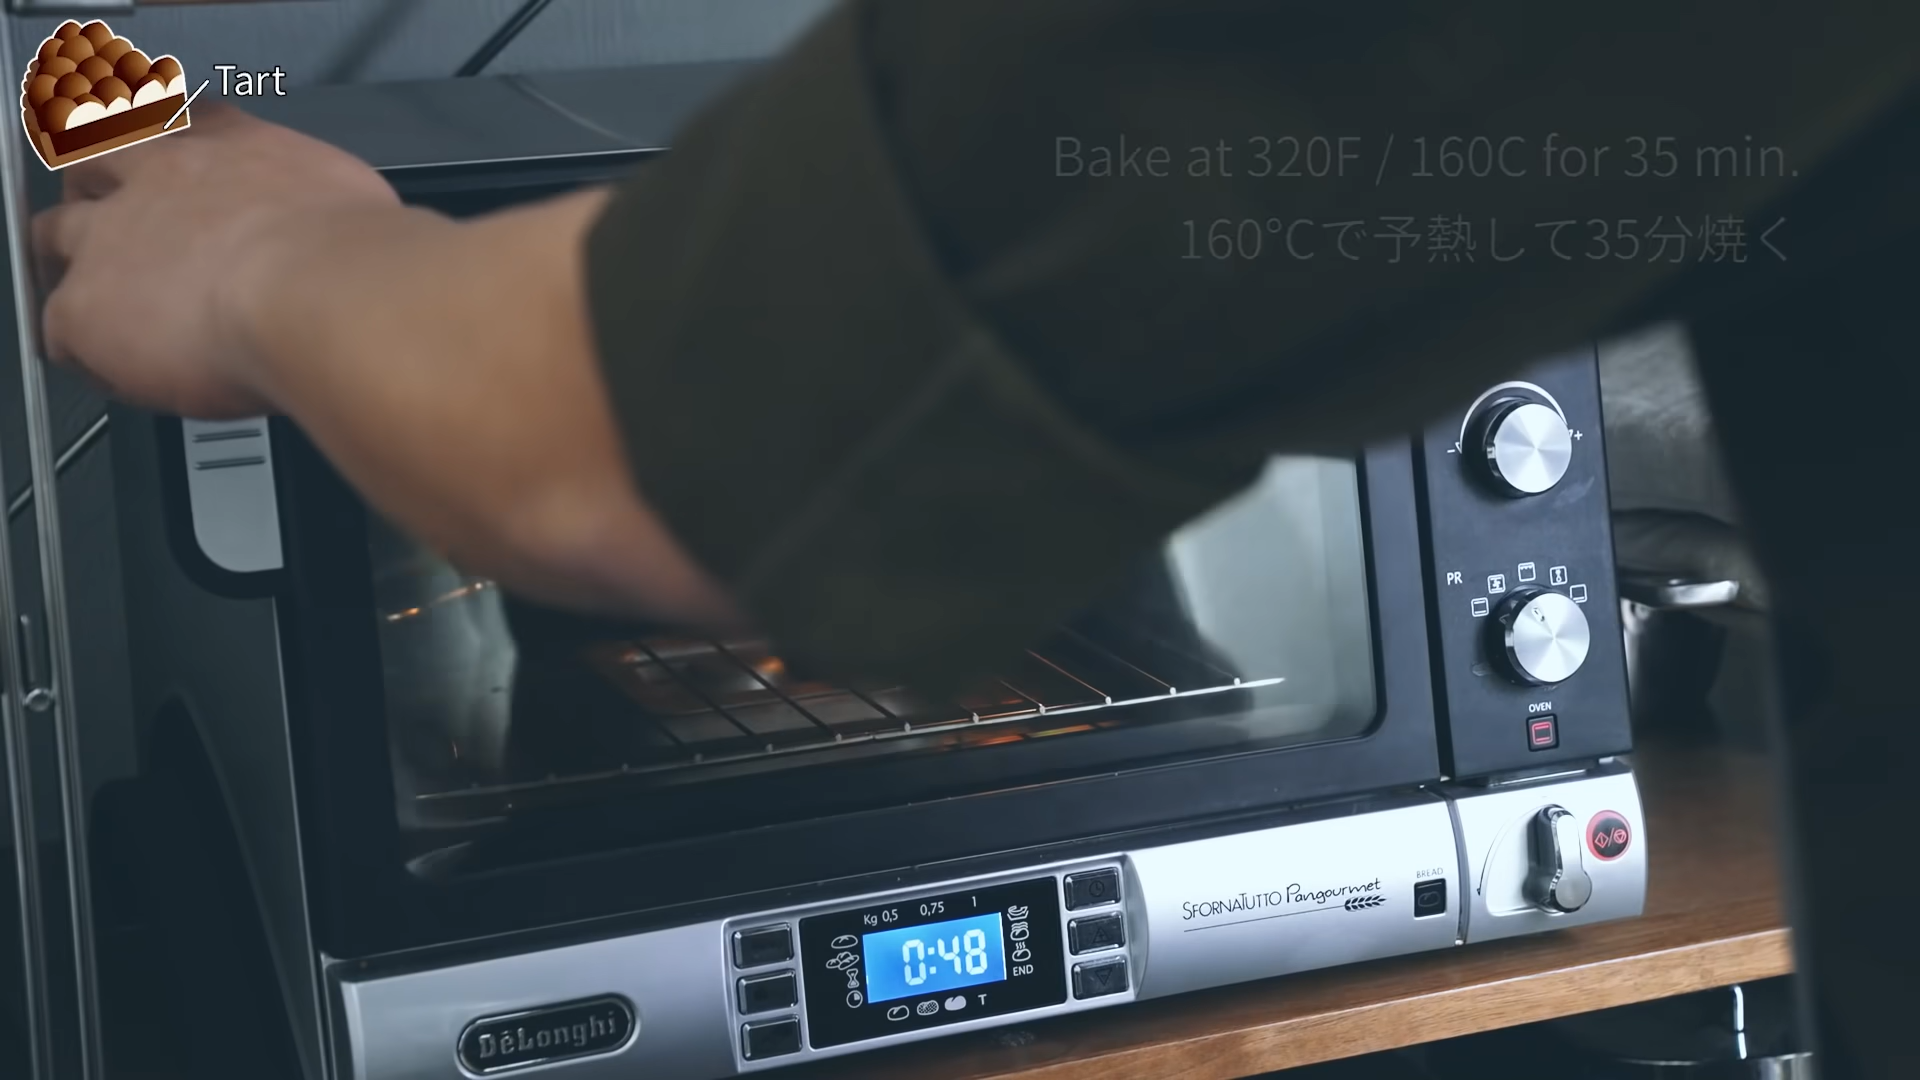 Tart
Bake at 320F / 160C for 35 min.
160℃で予熱して35分焼く
PR
OVEN
BREAD
SFORNATUTTO Pangourmet
Kg 0,5 0,75 1
0:48
END
T
DēLonghi